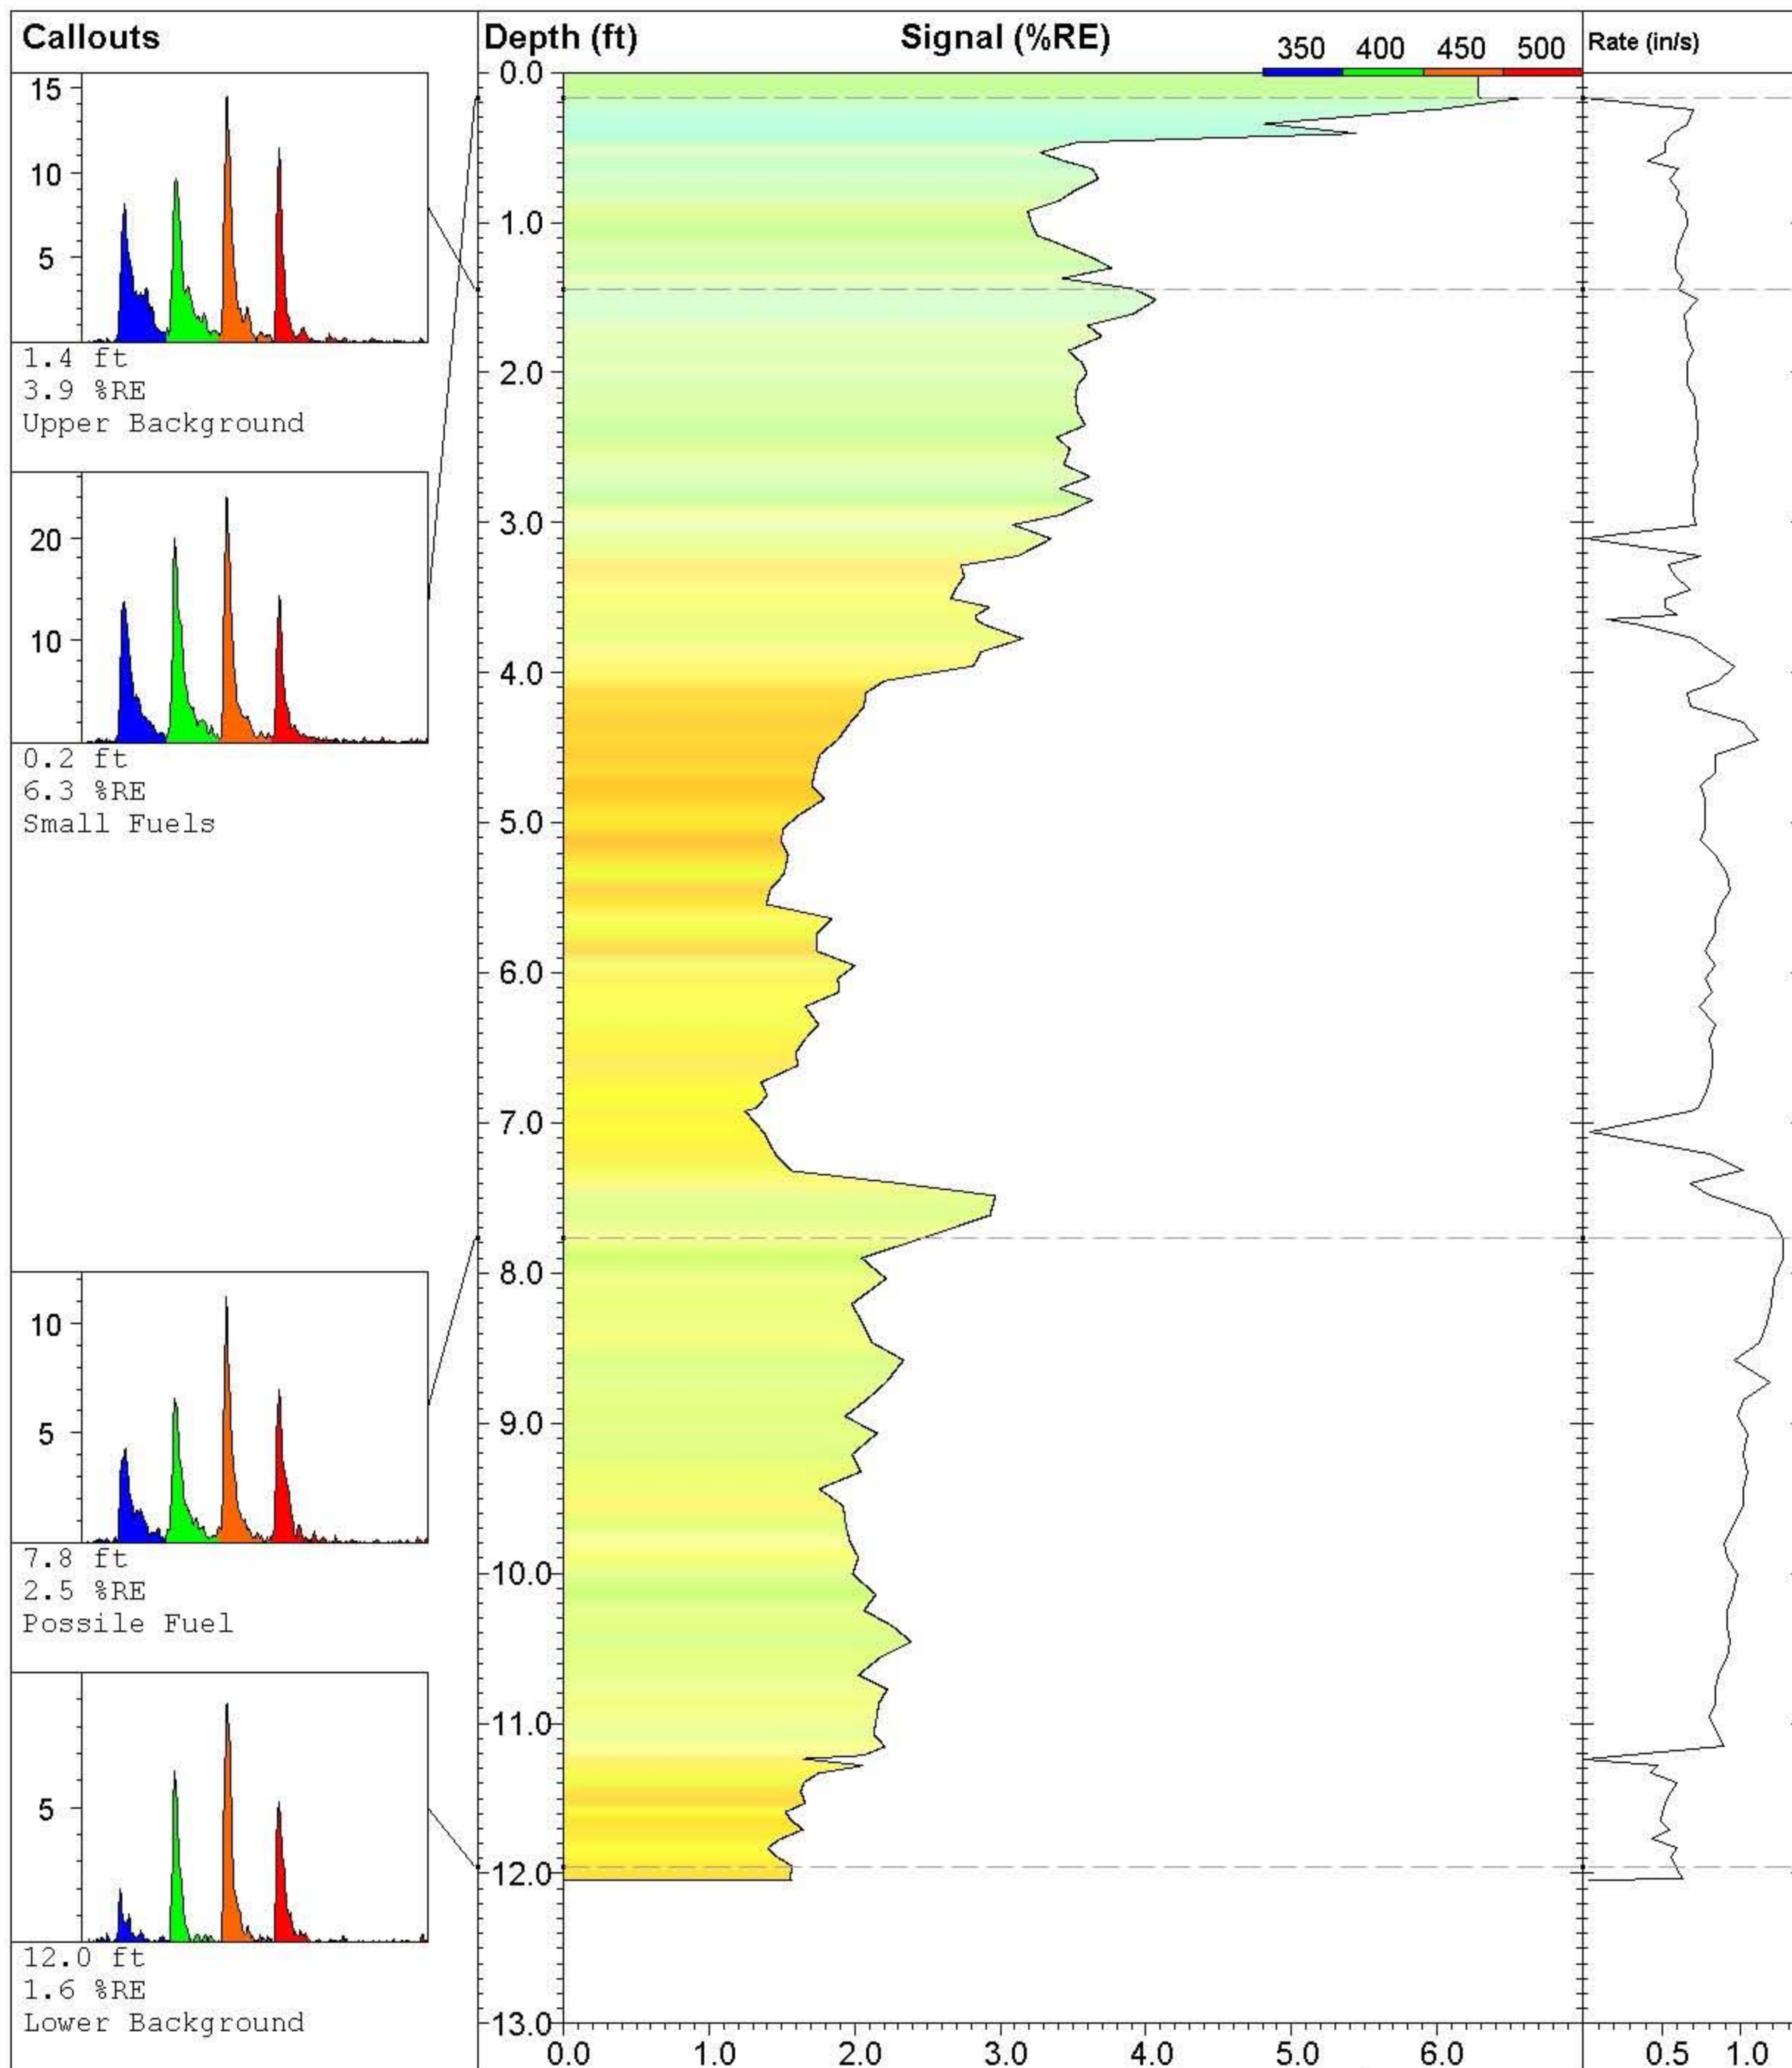 Callouts
Depth (ft)
Signal (%RE)
350 400 450 500
Rate (in/s)
15
10
5
1.4 ft
3.9 %RE
Upper Background
20
10
0.2 ft
6.3 %RE
Small Fuels
10
5
7.8 ft
2.5 %RE
Possile Fuel
5
12.0 ft
1.6 %RE
Lower Background
0.0
1.0
2.0
3.0
4.0
5.0
6.0
7.0
8.0
9.0
10.0
11.0
12.0
13.0
0.0 1.0 2.0 3.0 4.0 5.0 6.0
0.5 1.0